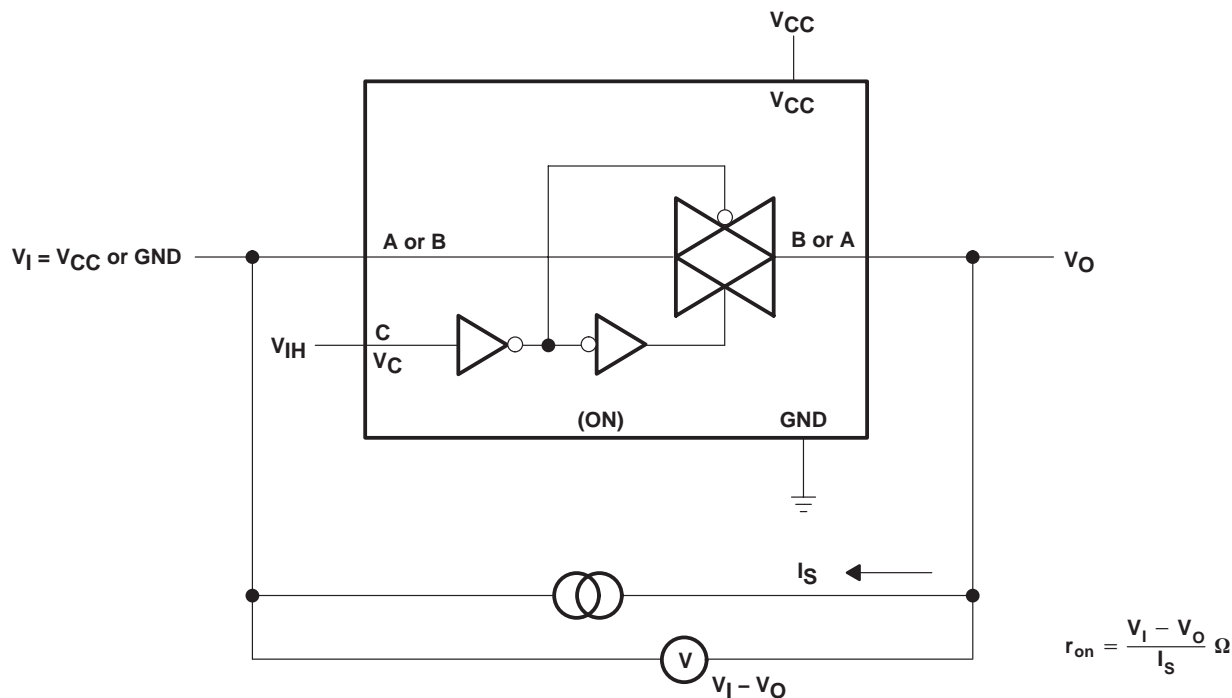 VCC
VCC
A or B
B or A
VI = VCC or GND
VO
C
VIH
VC
(ON)
GND
IS
V
VI – VO
ron = VI – VO / IS Ω